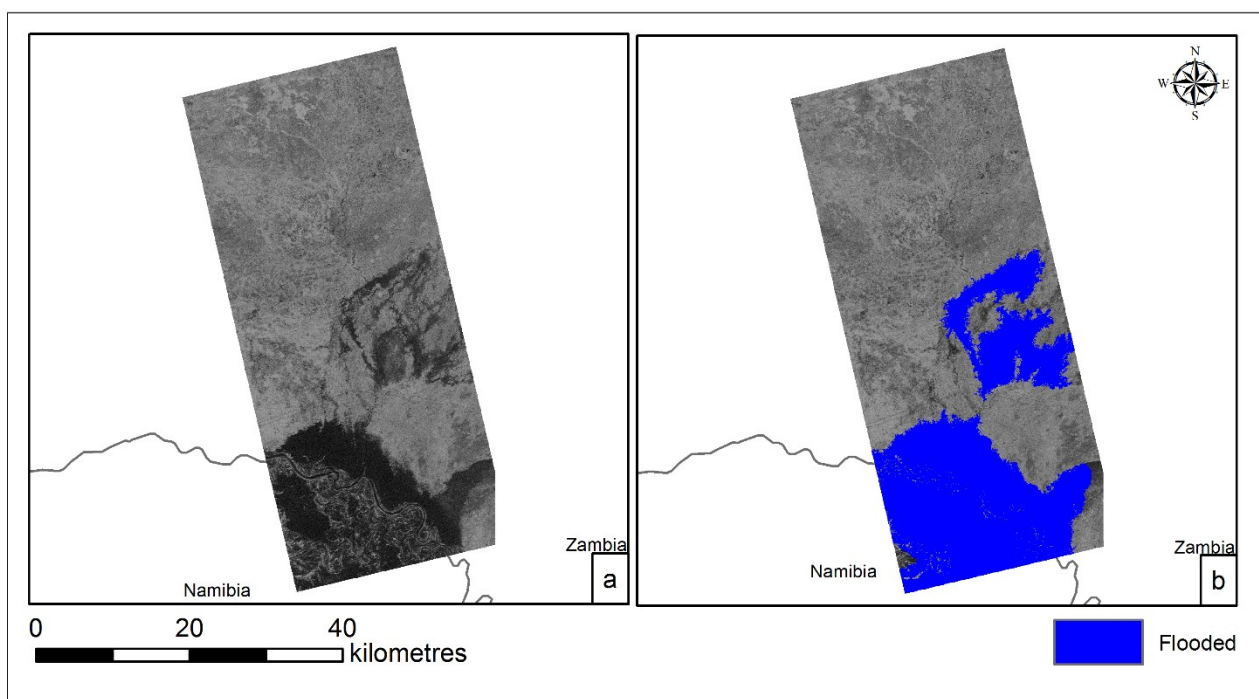 N
W E
S
Zambia
Namibia
a
Zambia
Namibia
b
0 20 40
kilometres
Flooded